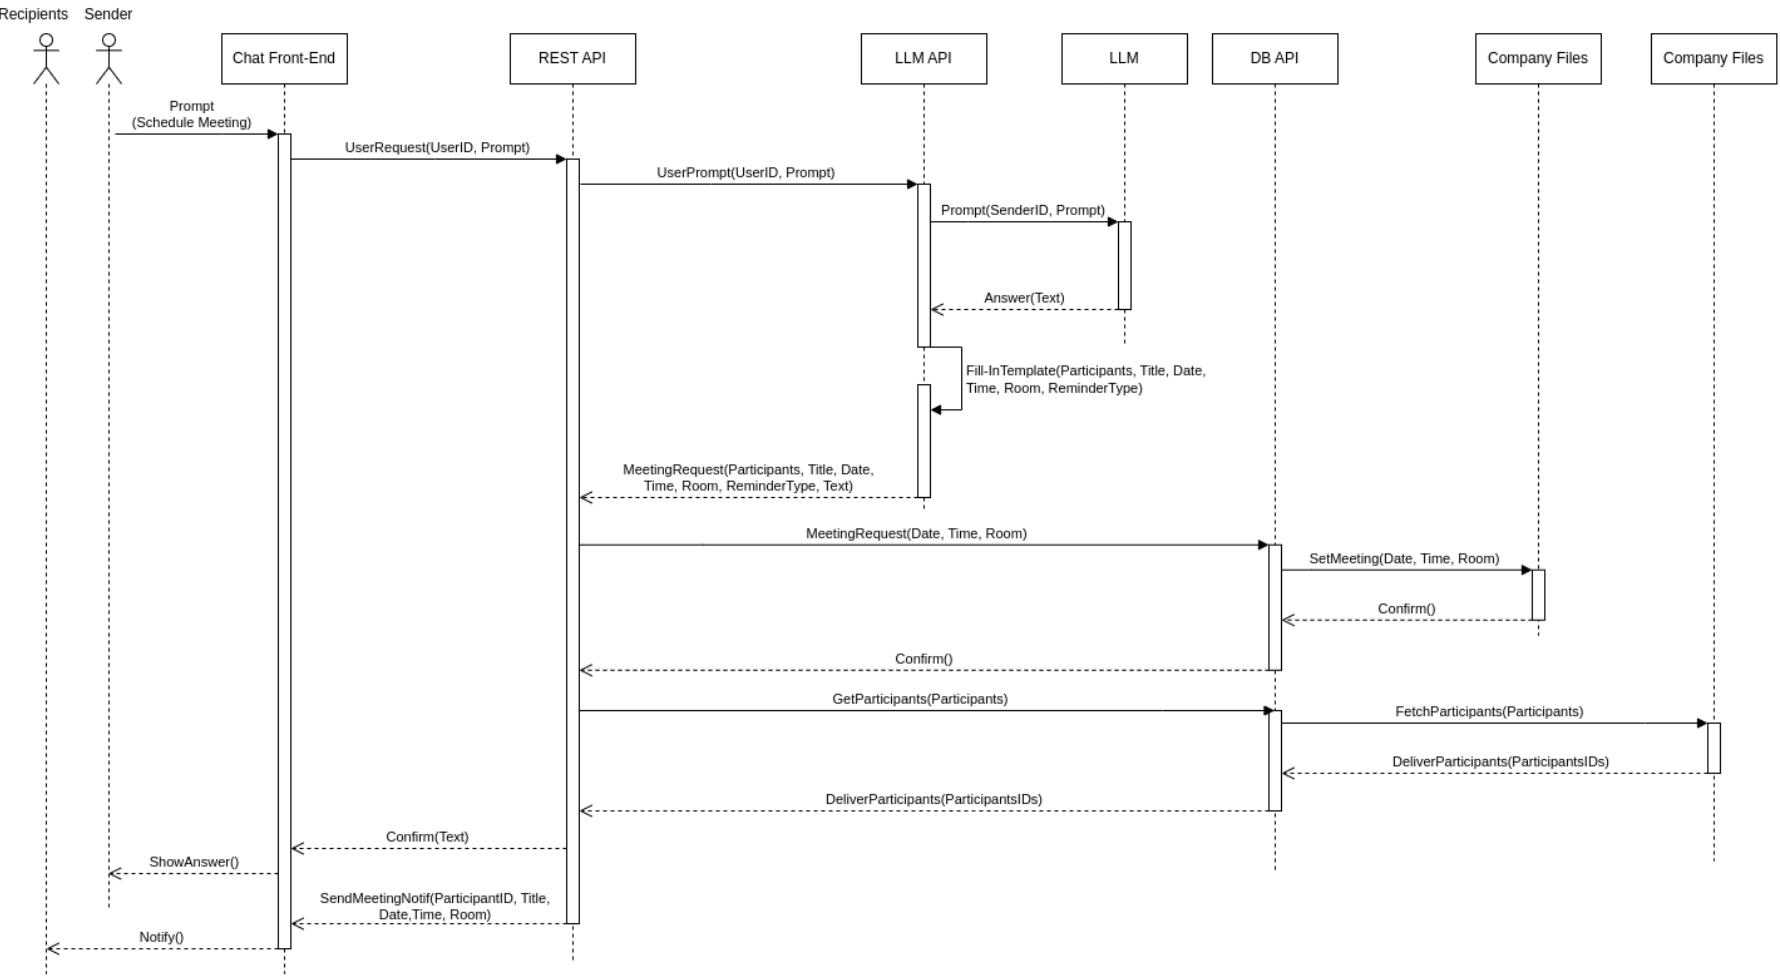 Recipients
Sender
Chat Front-End
REST API
LLM API
LLM
DB API
Company Files
Company Files
Prompt
(Schedule Meeting)
UserRequest(UserID, Prompt)
UserPrompt(UserID, Prompt)
Prompt(SenderID, Prompt)
Answer(Text)
Fill-InTemplate(Participants, Title, Date,
Time, Room, ReminderType)
MeetingRequest(Participants, Title, Date,
Time, Room, ReminderType, Text)
MeetingRequest(Date, Time, Room)
SetMeeting(Date, Time, Room)
Confirm()
Confirm()
GetParticipants(Participants)
FetchParticipants(Participants)
DeliverParticipants(ParticipantsIDs)
DeliverParticipants(ParticipantsIDs)
Confirm(Text)
ShowAnswer()
SendMeetingNotif(ParticipantID, Title,
Date,Time, Room)
Notify()